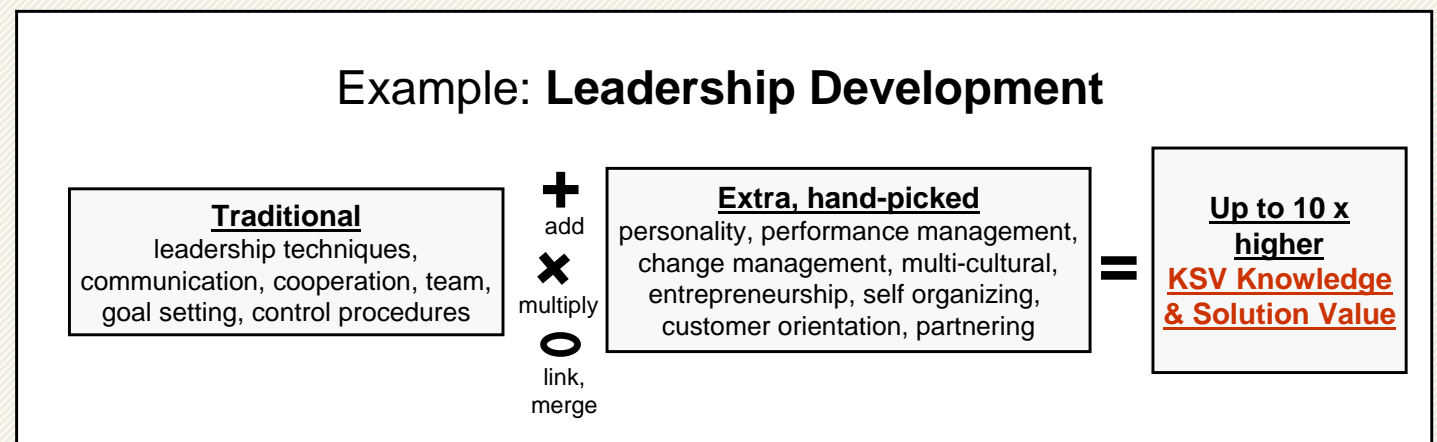 Example: Leadership Development
Traditional
leadership techniques,
communication, cooperation, team,
goal setting, control procedures
+
add
×
multiply
O
link,
merge
Extra, hand-picked
personality, performance management,
change management, multi-cultural,
entrepreneurship, self organizing,
customer orientation, partnering
=
Up to 10 x
higher
KSV Knowledge
& Solution Value